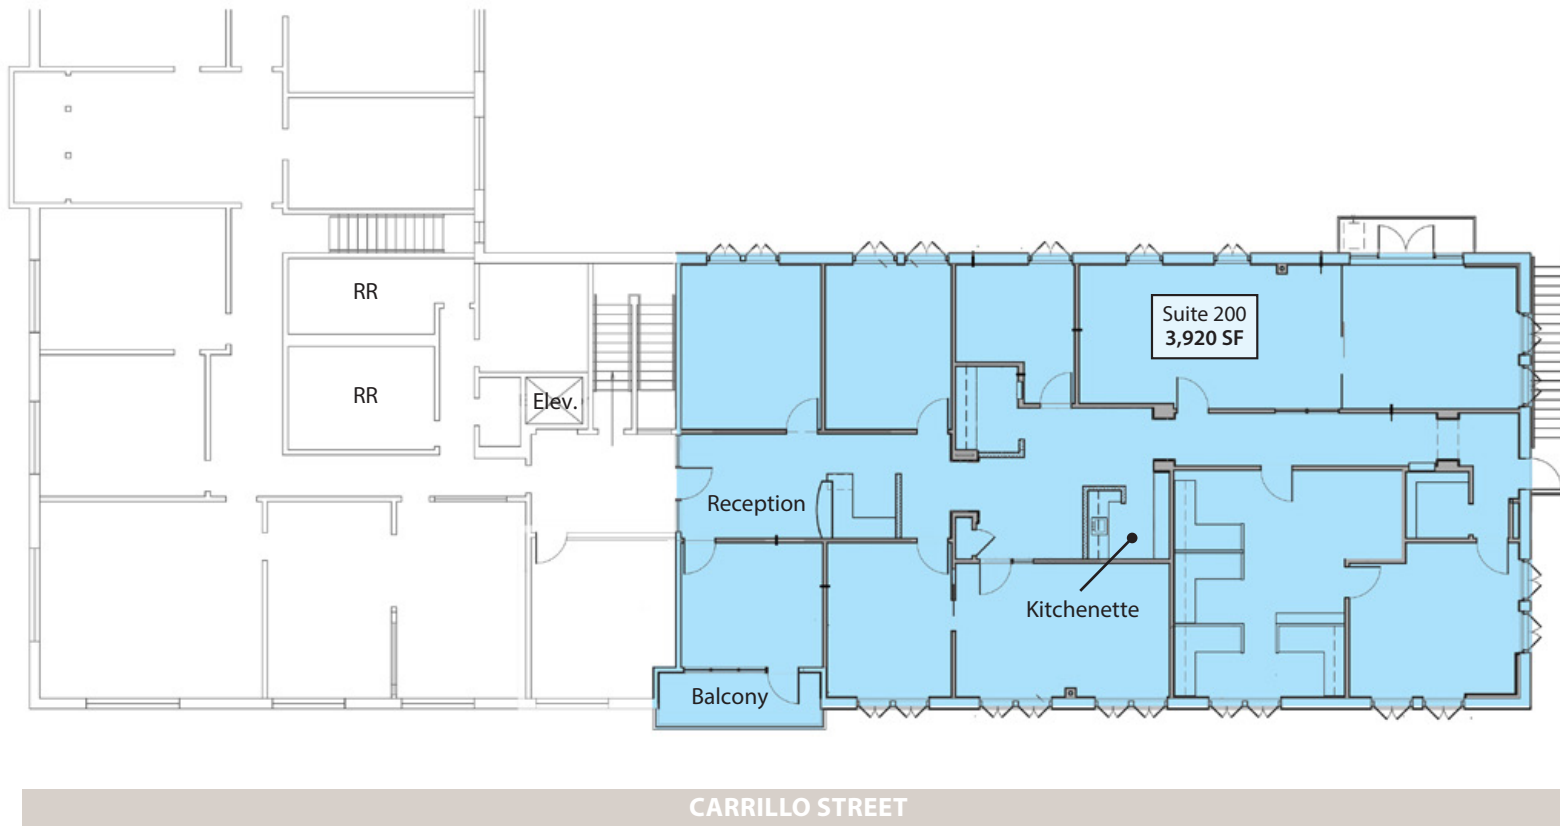 RR
Suite 200
3,920 SF
RR
Elev.
Reception
Kitchenette
Balcony
CARRILLO STREET